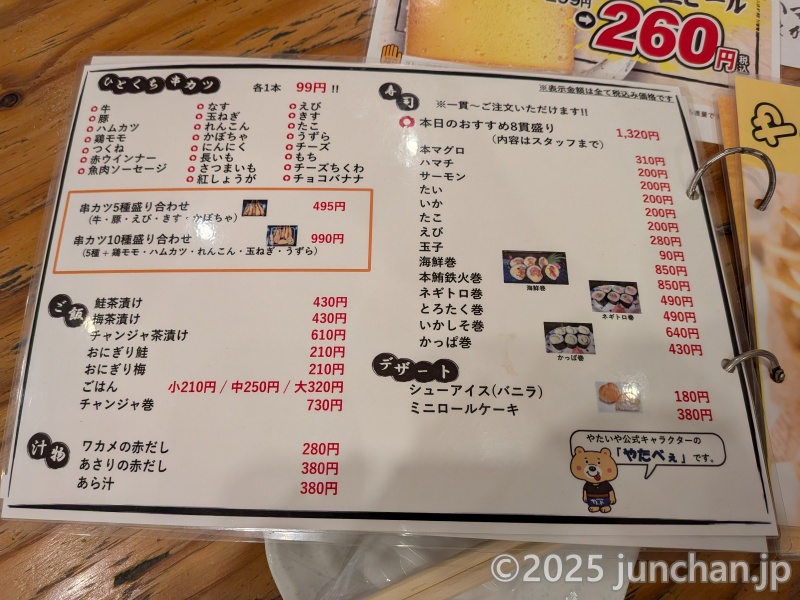 260円
税込
ひとくち串カツ 各1本 99円!!
牛
豚
ハムカツ
鶏モモ
つくね
赤ウインナー
魚肉ソーセージ
なす
玉ねぎ
れんこん
かぼちゃ
にんにく
長いも
さつまいも
紅しょうが
えび
きす
たこ
うずら
チーズ
もち
チーズちくわ
チョコバナナ
串カツ5種盛り合わせ 495円
(牛・豚・えび・きす・かぼちゃ)
串カツ10種盛り合わせ 990円
(5種+鶏モモ・ハムカツ・れんこん・玉ねぎ・うずら)
ご飯
鮭茶漬け 430円
梅茶漬け 430円
チャンジャ茶漬け 610円
おにぎり鮭 210円
おにぎり梅 210円
ごはん 小210円 / 中250円 / 大320円
チャンジャ巻 730円
汁物
ワカメの赤だし 280円
あさりの赤だし 380円
あら汁 380円
※表示金額は全て税込み価格です
寿司 ※一貫〜ご注文いただけます!!
本日のおすすめ8貫盛り 1,320円
(内容はスタッフまで)
本マグロ 310円
ハマチ 200円
サーモン 200円
たい 200円
いか 200円
たこ 200円
えび 280円
玉子 90円
海鮮巻 850円
本鮪鉄火巻 850円
ネギトロ巻 490円
とろたく巻 490円
いかしそ巻 640円
かっぱ巻 430円
海鮮巻
ネギトロ巻
かっぱ巻
デザート
シューアイス(バニラ) 180円
ミニロールケーキ 380円
やたいや公式キャラクターの
「やたべぇ」です。
や
©2025 junchan.jp